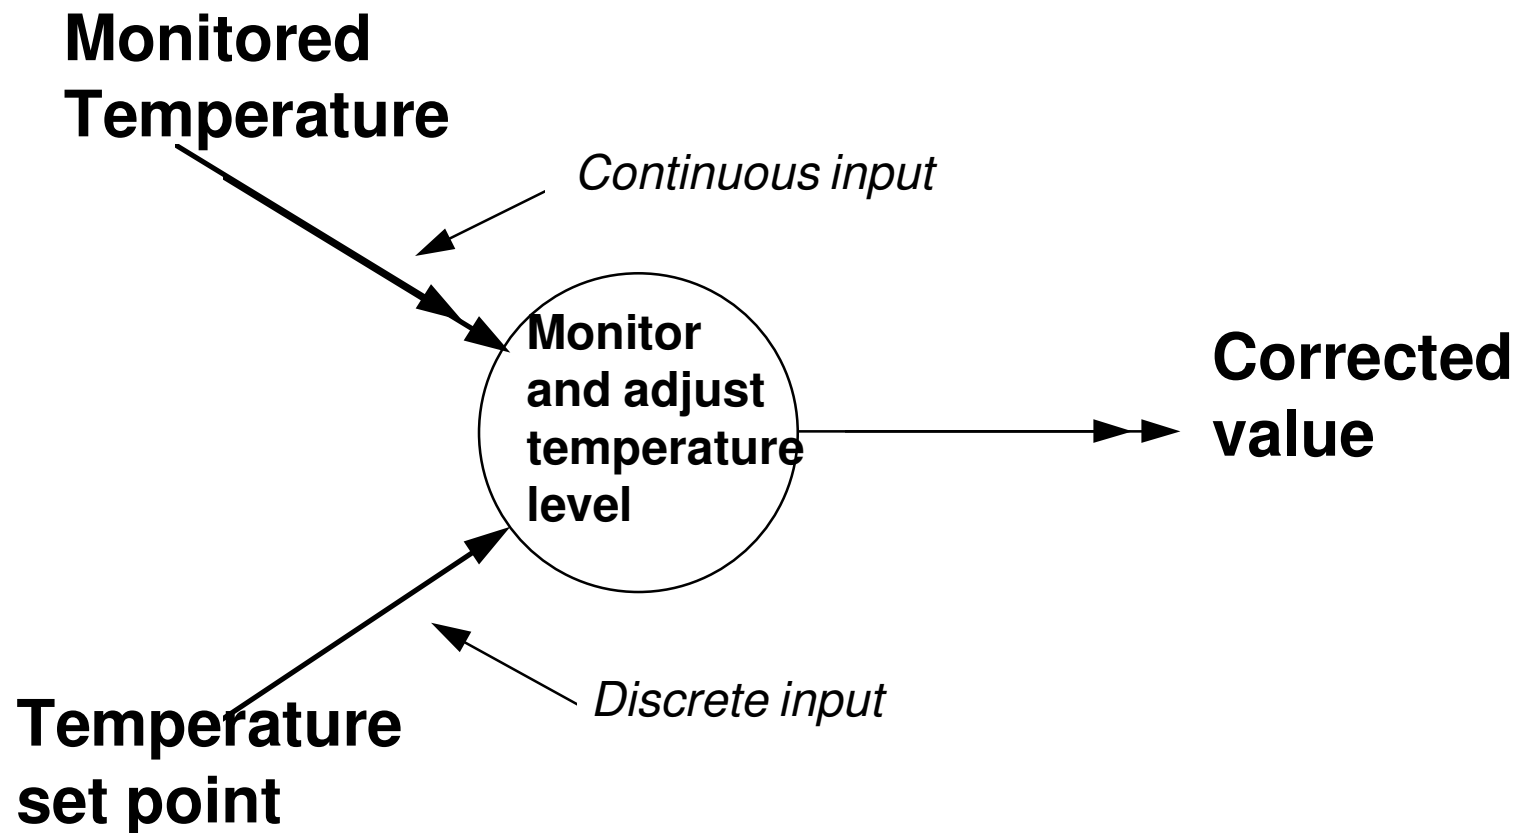 Monitored
Temperature
Continuous input
Monitor
and adjust
temperature
level
Corrected
value
Discrete input
Temperature
set point